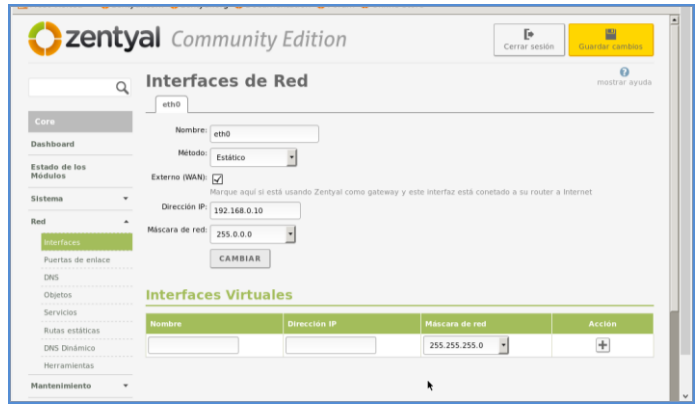 zentyal Community Edition
Cerrar sesión
Guardar cambios
Interfaces de Red
mostrar ayuda
eth0
Core
Dashboard
Estado de los
Módulos
Sistema
Red
Interfaces
Puertas de enlace
DNS
Objetos
Servicios
Rutas estáticas
DNS Dinámico
Herramientas
Mantenimiento
Nombre: eth0
Método: Estático
Externo (WAN):
Marque aquí si está usando Zentyal como gateway y este interfaz está conetado a su router a Internet
Dirección IP: 192.168.0.10
Máscara de red: 255.0.0.0
CAMBIAR
Interfaces Virtuales
Nombre Dirección IP Máscara de red Acción
255.255.255.0